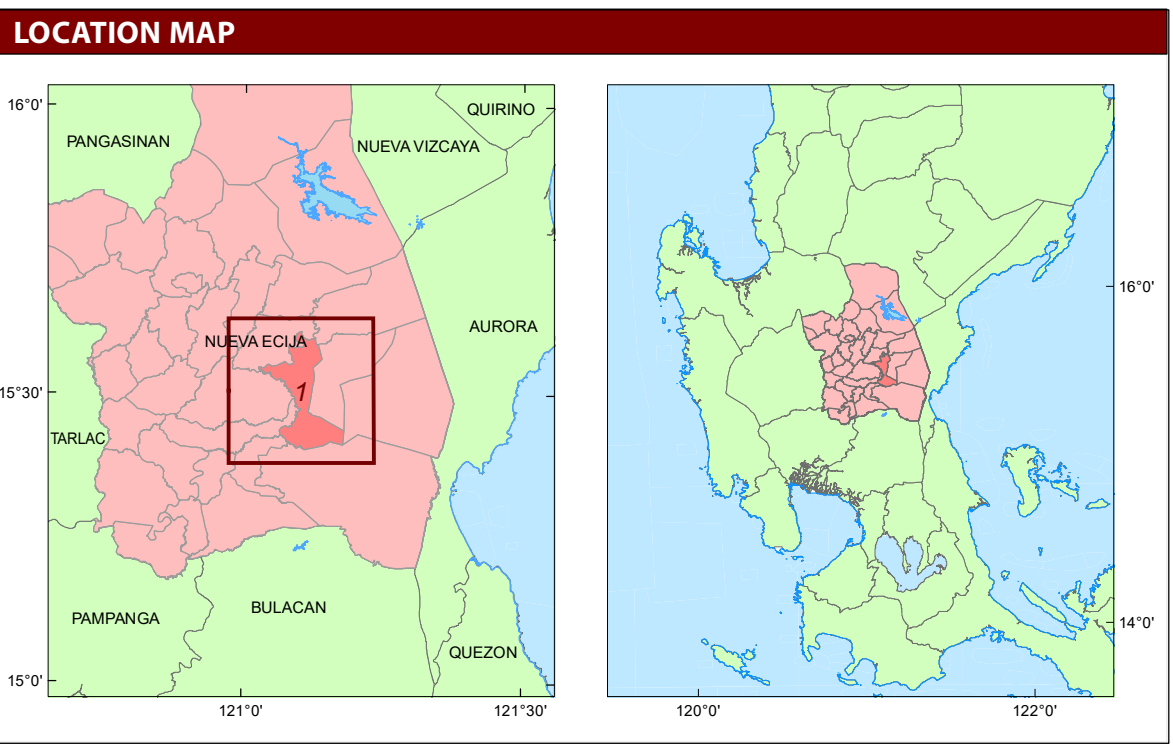 LOCATION MAP
16°0'
PANGASINAN
QUIRINO
NUEVA VIZCAYA
NUEVA ECIJA
AURORA
1
15°30'
TARLAC
PAMPANGA
BULACAN
QUEZON
15°0'
121°0'
121°30'
16°0'
14°0'
120°0'
122°0'